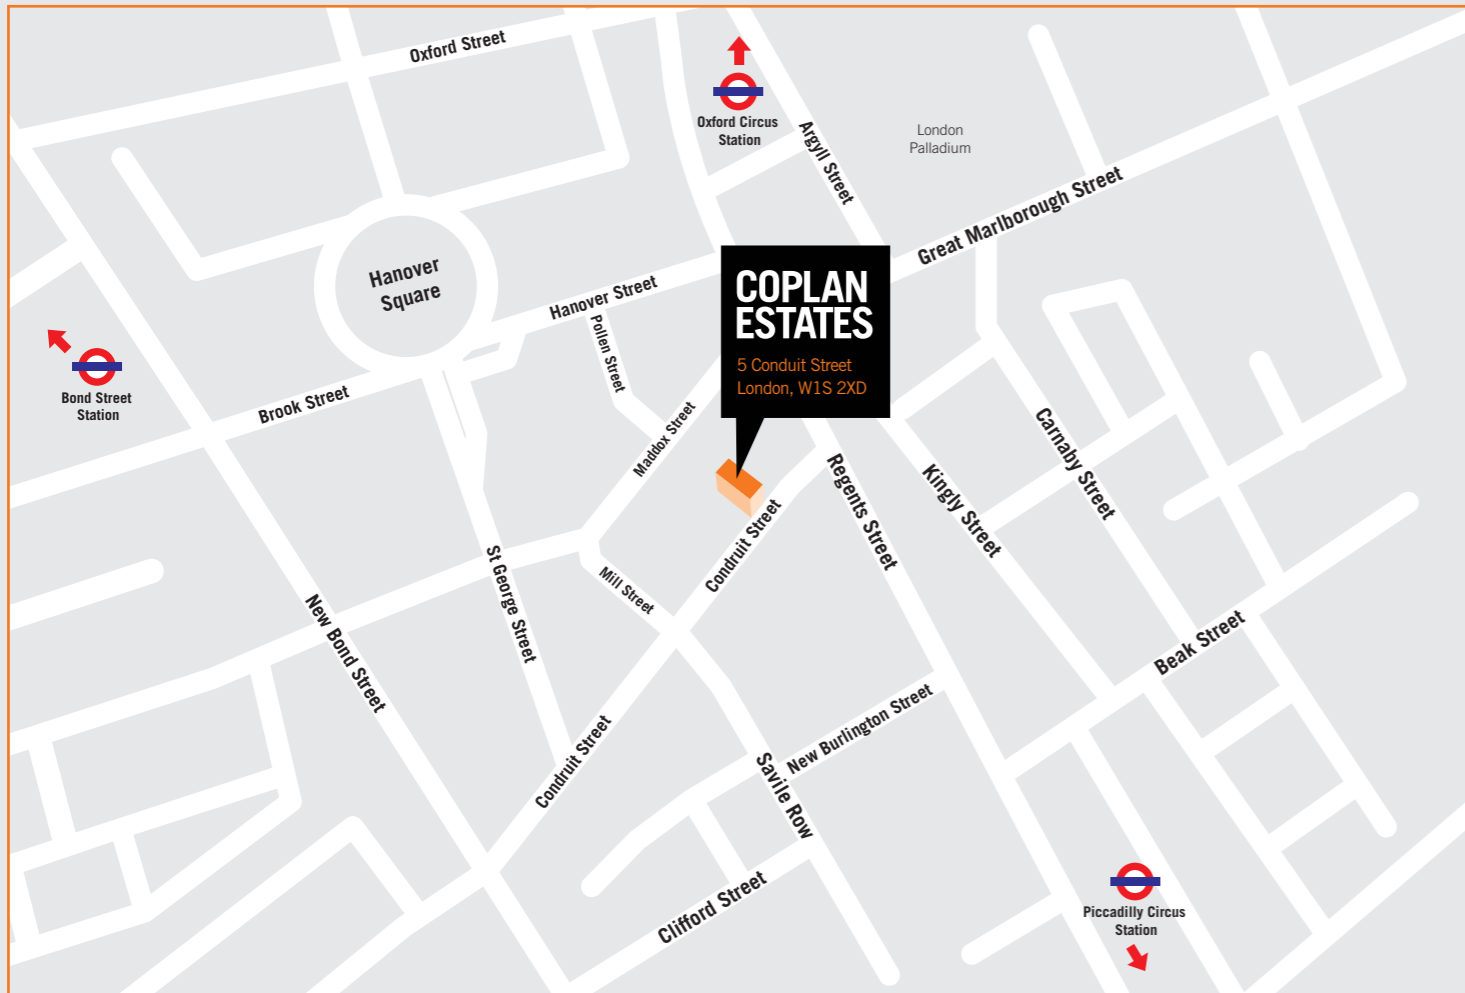 Oxford Street
Oxford Circus
Station
Argyll Street
London
Palladium
Great Marlborough Street
Hanover
Square
Hanover Street
Pollen Street
COPLAN
ESTATES
5 Conduit Street
London, W1S 2XD
Bond Street
Station
Brook Street
Maddox Street
Carnaby Street
Regents Street
Kingly Street
Condruit Street
St George Street
Mill Street
New Bond Street
Beak Street
New Burlington Street
Condruit Street
Savile Row
Clifford Street
Piccadilly Circus
Station